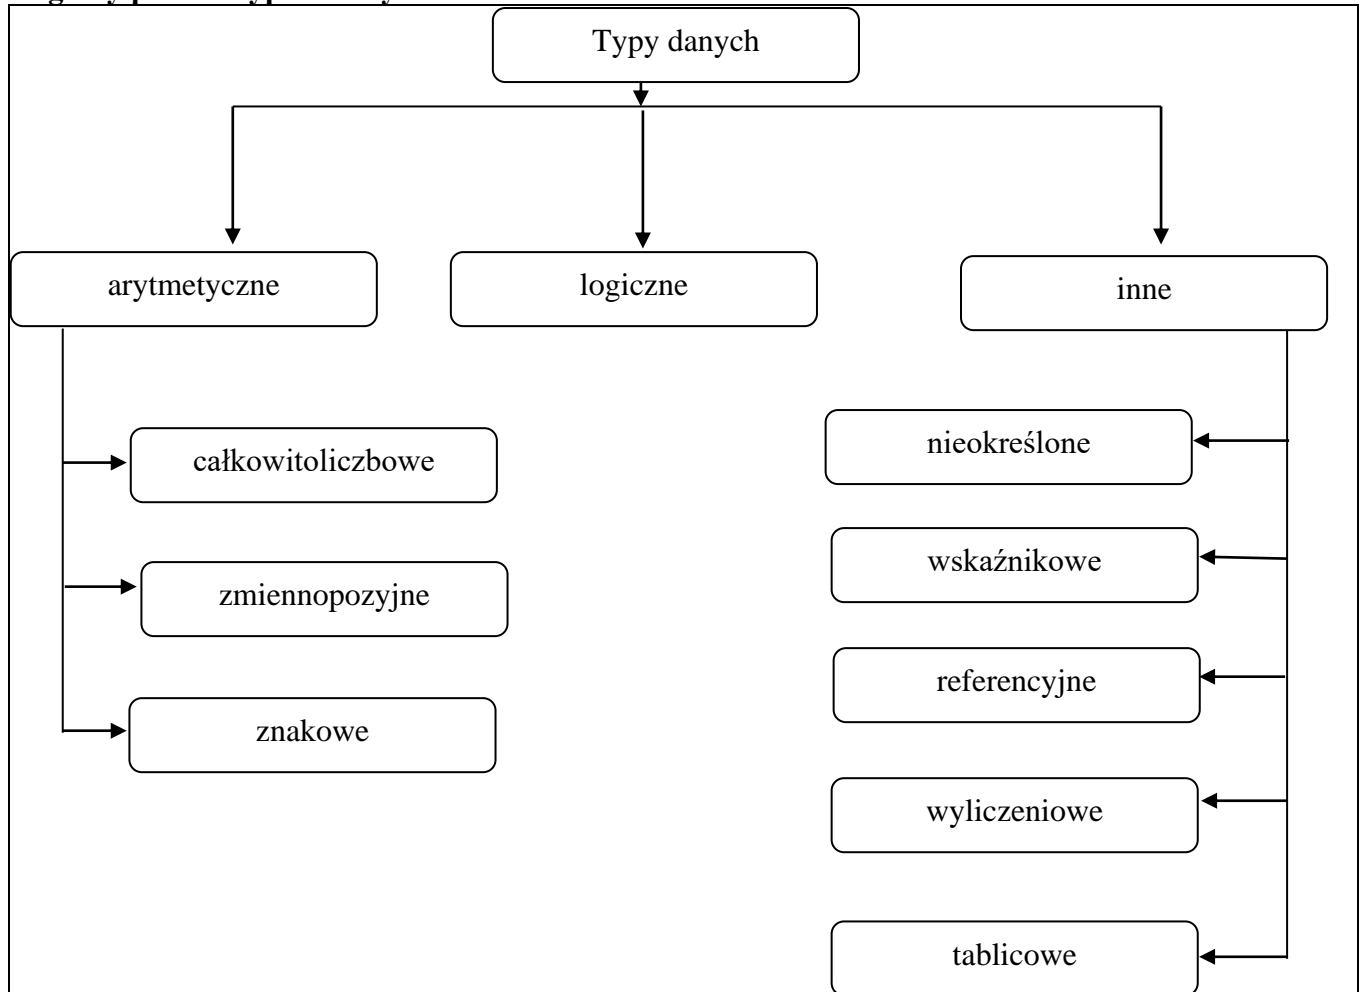 Typy danych
arytmetyczne
logiczne
inne
całkowitoliczbowe
zmiennopozyjne
znakowe
nieokreślone
wskaźnikowe
referencyjne
wyliczeniowe
tablicowe